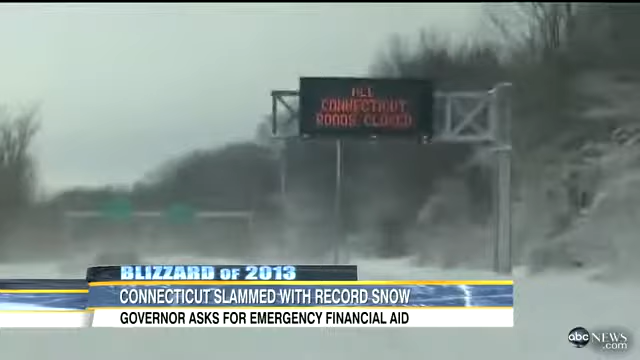 ALL
CONNECTICUT
ROADS CLOSED
BLIZZARD OF 2013
CONNECTICUT SLAMMED WITH RECORD SNOW
GOVERNOR ASKS FOR EMERGENCY FINANCIAL AID
abc NEWS
.com